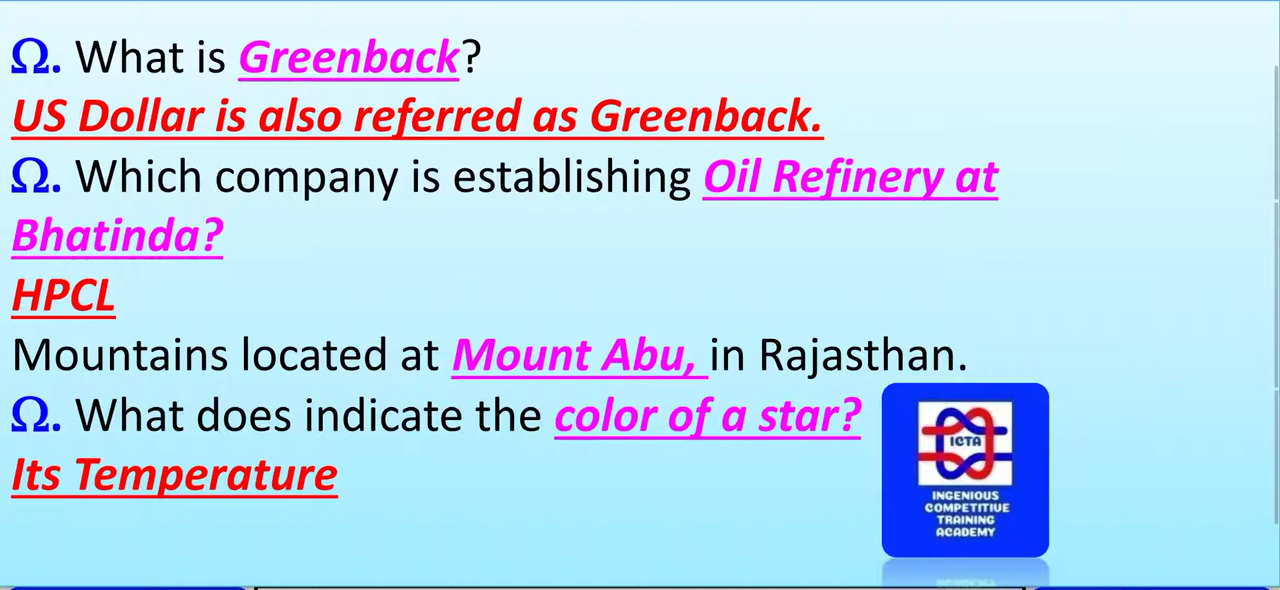 Ω. What is Greenback?
US Dollar is also referred as Greenback.
Ω. Which company is establishing Oil Refinery at
Bhatinda?
HPCL
Mountains located at Mount Abu, in Rajasthan.
Ω. What does indicate the color of a star?
Its Temperature
ICTA
INGENIOUS
COMPETITIVE
TRAINING
ACADEMY